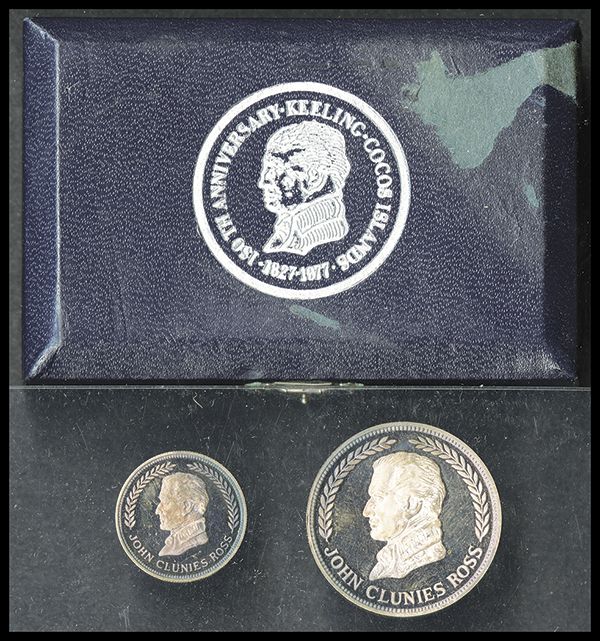 150 TH ANNIVERSARY·KEELING·COCOS ISLANDS
·1827-1977·
JOHN CLUNIES ROSS
JOHN CLUNIES ROSS